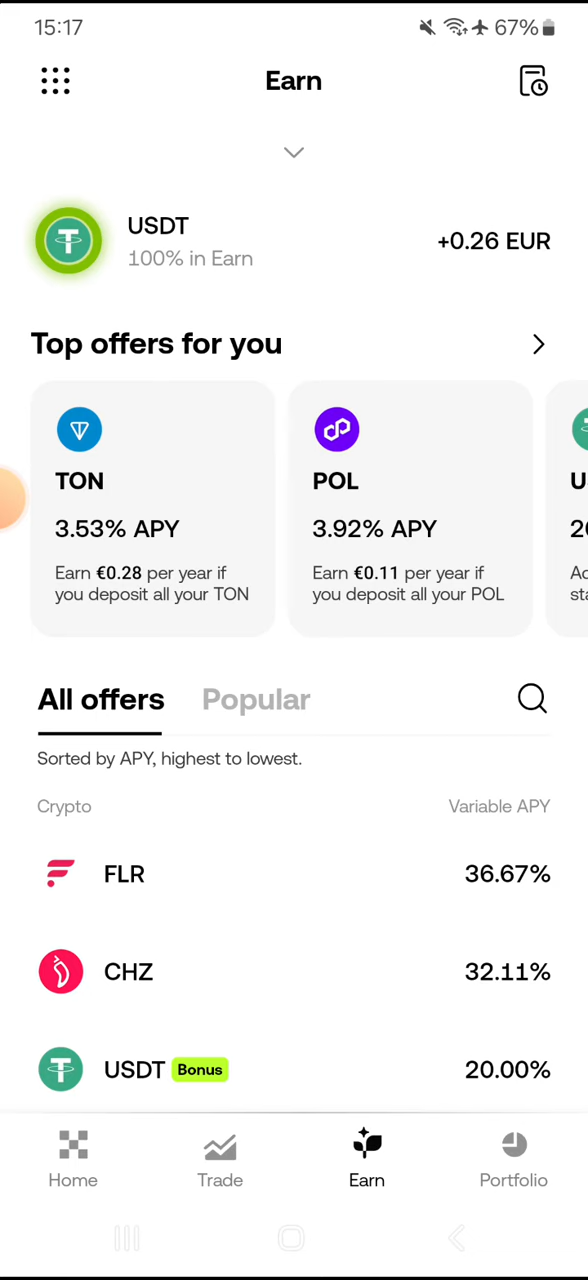 15:17
67%
Earn
USDT
100% in Earn
+0.26 EUR
Top offers for you
TON
3.53% APY
Earn €0.28 per year if
you deposit all your TON
POL
3.92% APY
Earn €0.11 per year if
you deposit all your POL
All offers
Popular
Sorted by APY, highest to lowest.
Crypto
Variable APY
FLR
36.67%
CHZ
32.11%
USDT
Bonus
20.00%
Home
Trade
Earn
Portfolio